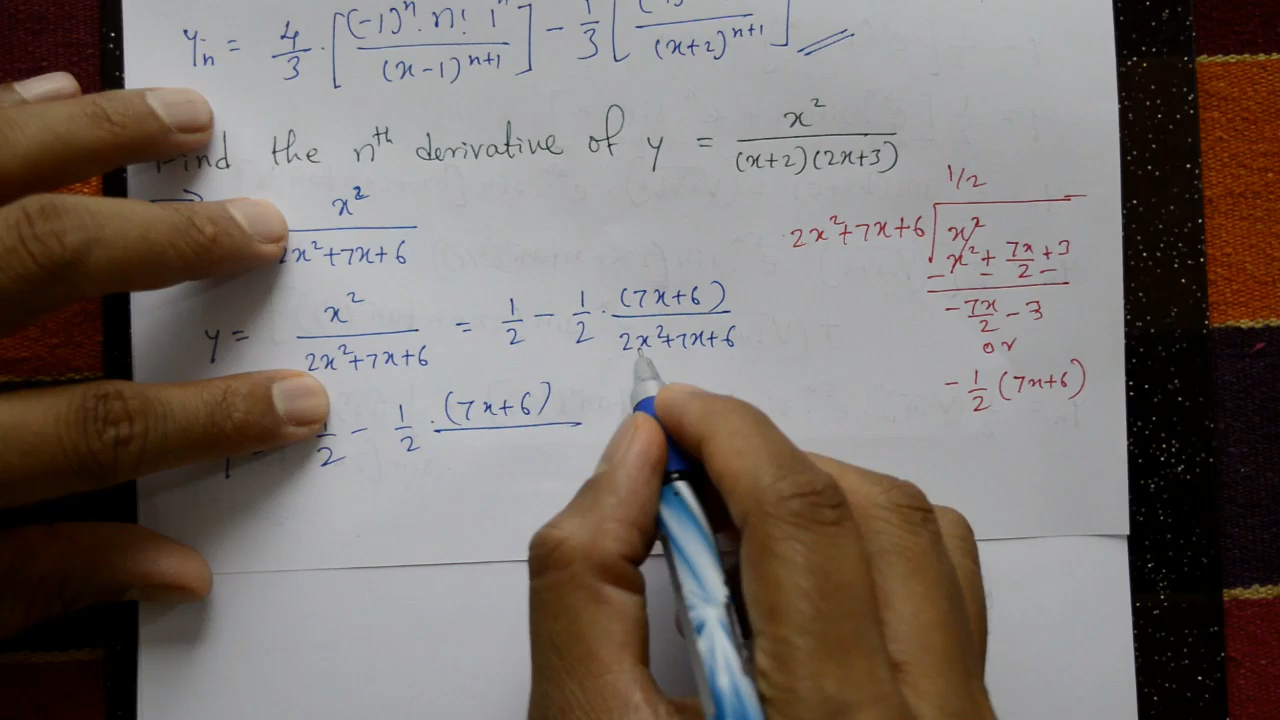 yₙ = 4/3 · [(-1)ⁿ · n! · 1ⁿ / (x-1)ⁿ⁺¹] - 1/3 [ / (x+2)ⁿ⁺¹]
Find the nᵗʰ derivative of y = x² / (x+2)(2x+3)
x² / 2x²+7x+6
y = x² / 2x²+7x+6 = 1/2 - 1/2 · (7x+6) / 2x²+7x+6
1/2 - 1/2 · (7x+6)
1/2
2x²+7x+6 x²
x² + 7x/2 + 3
- - -
- 7x/2 - 3
or
- 1/2 (7x+6)